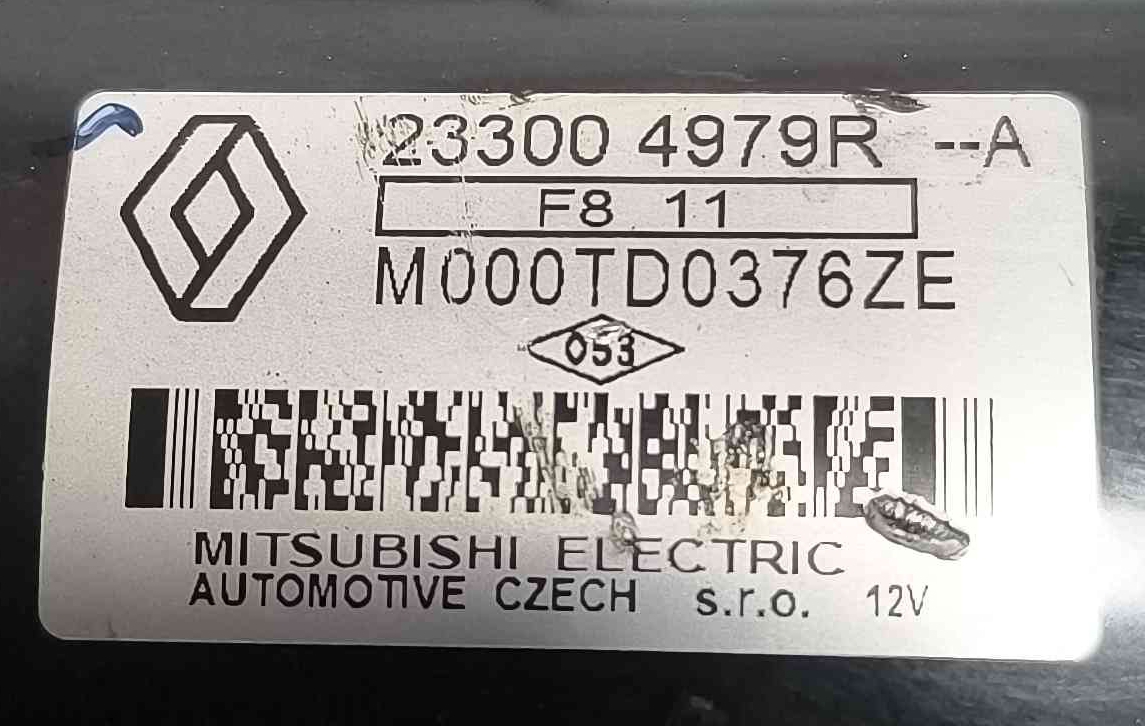 23300 4979R --A
F8 11
M000TD0376ZE
053
MITSUBISHI ELECTRIC
AUTOMOTIVE CZECH s.r.o. 12V